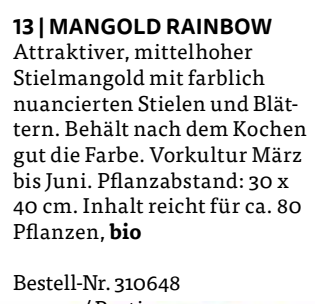 13 | MANGOLD RAINBOW
Attraktiver, mittelhoher
Stielmangold mit farblich
nuancierten Stielen und Blät-
tern. Behält nach dem Kochen
gut die Farbe. Vorkultur März
bis Juni. Pflanzabstand: 30 x
40 cm. Inhalt reicht für ca. 80
Pflanzen, bio
Bestell-Nr. 310648